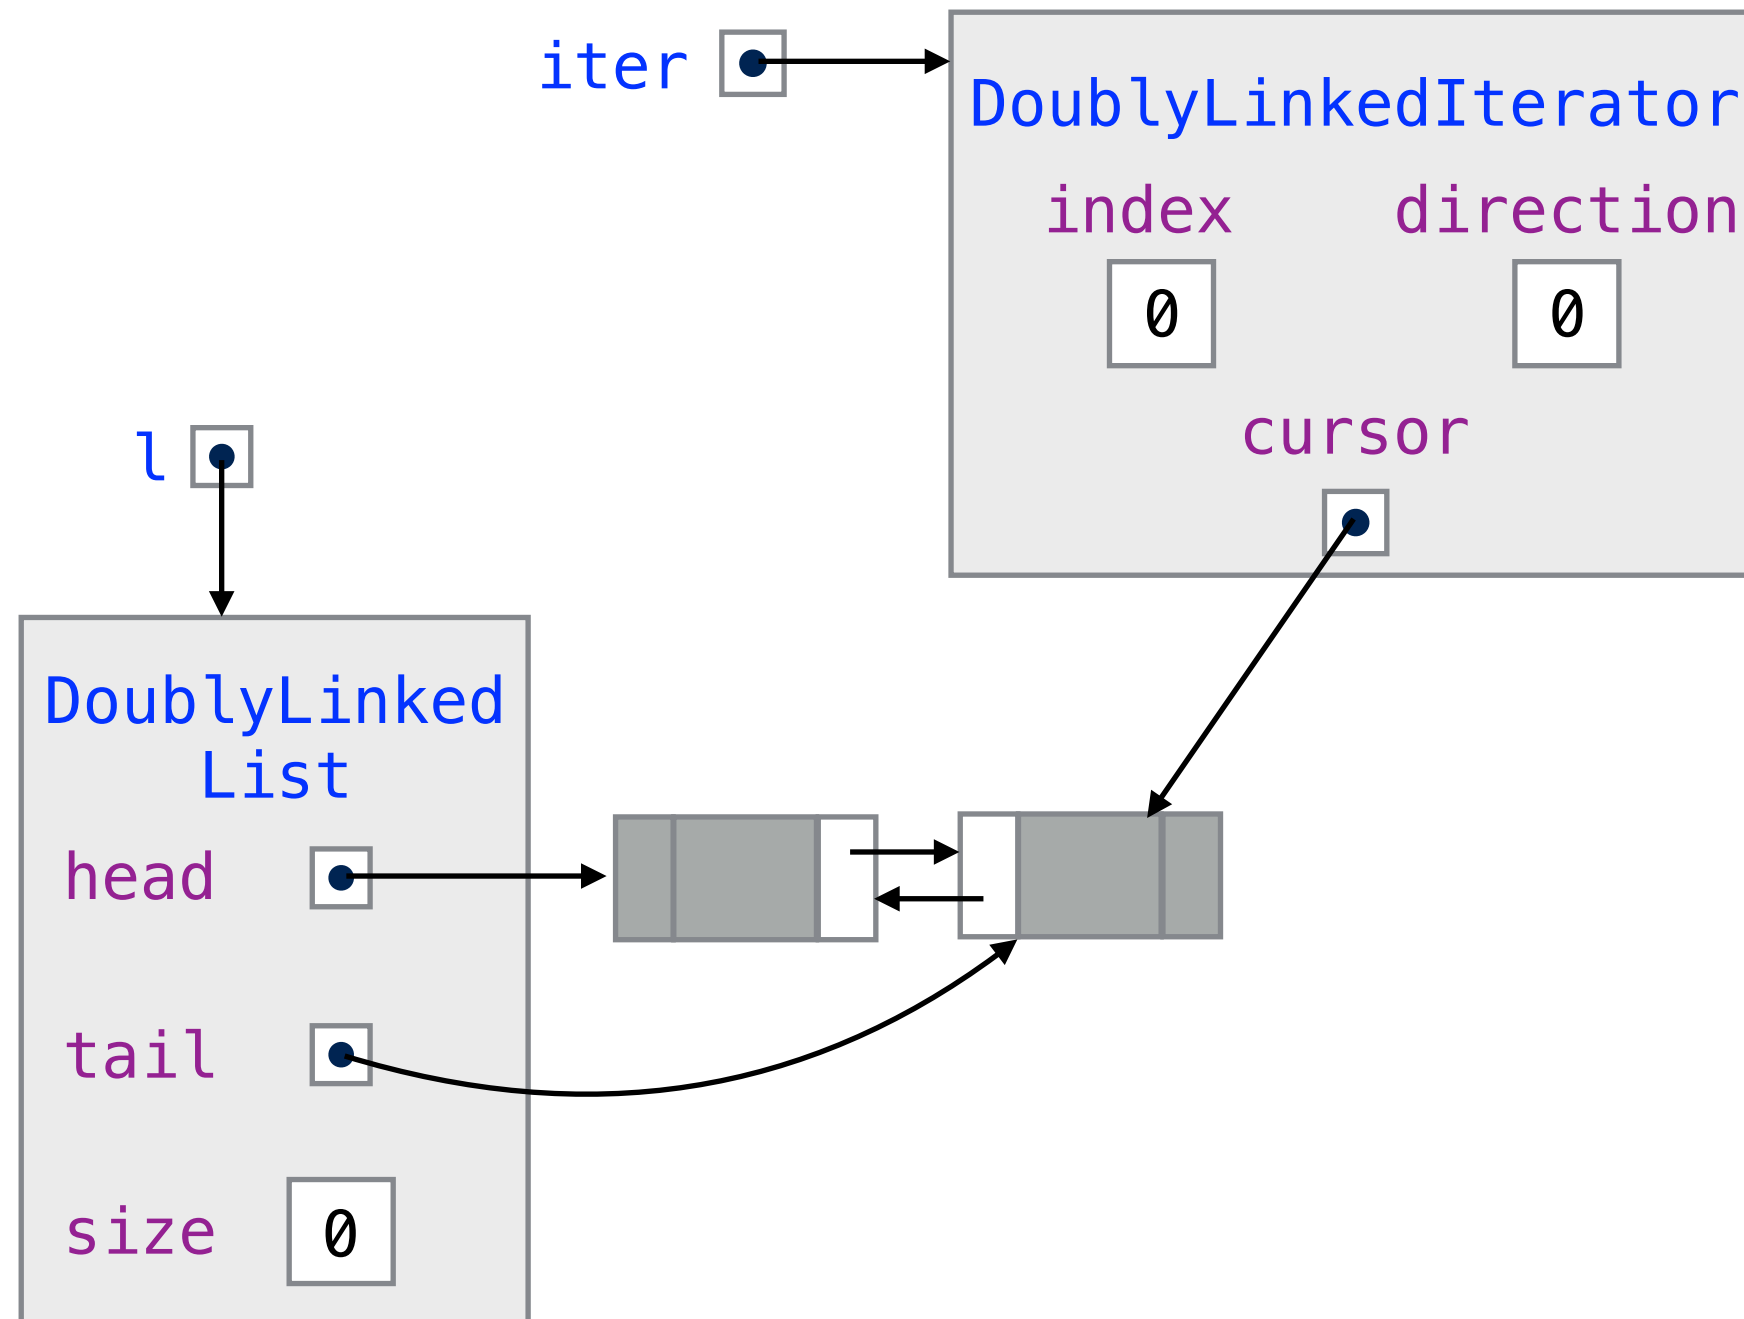 iter
DoublyLinkedIterator
index direction
0 0
cursor
l
DoublyLinked
List
head
tail
size 0